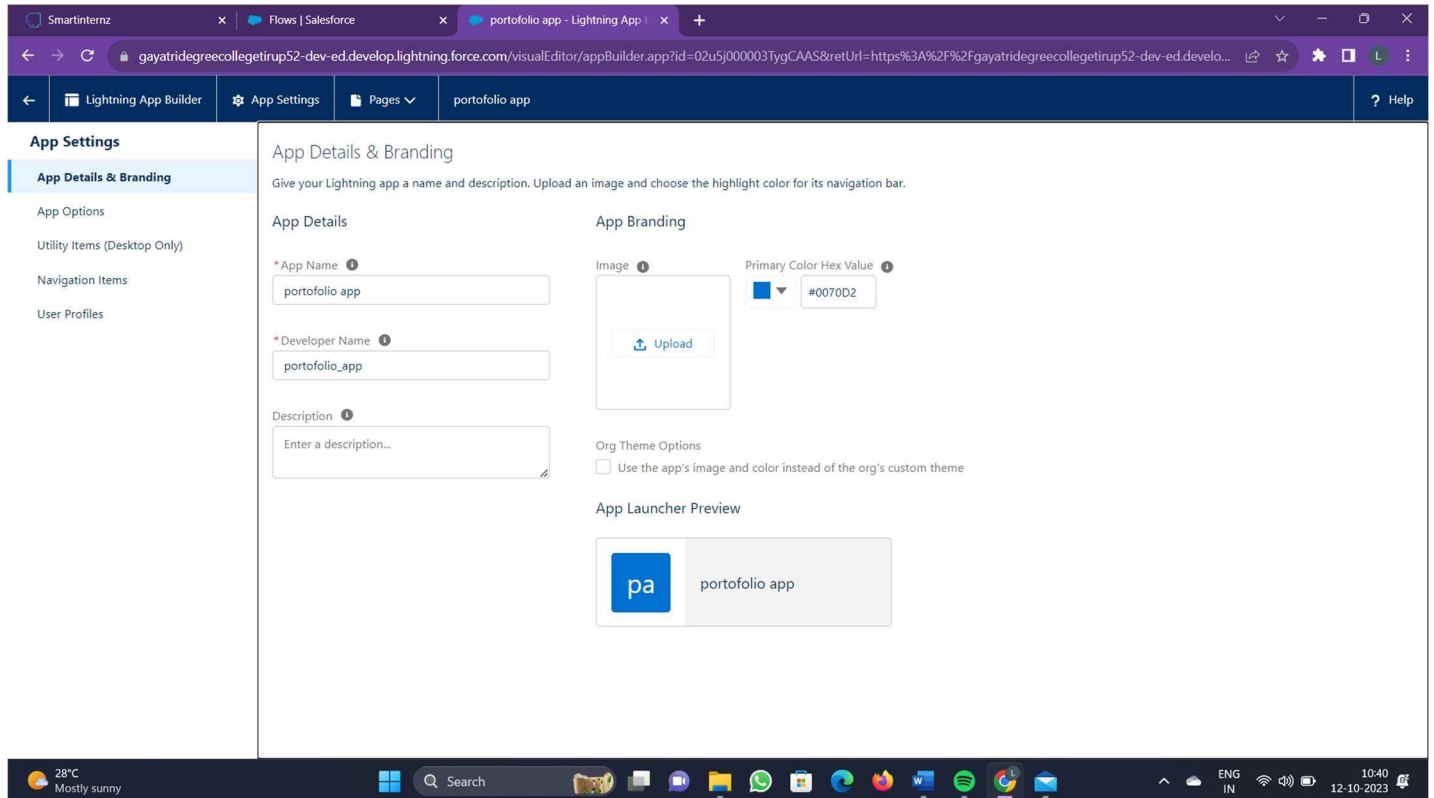 Smartinternz
Flows | Salesforce
portofolio app - Lightning App
gayatridegreecollegetirup52-dev-ed.develop.lightning.force.com/visualEditor/appBuilder.app?id=02u5j000003TygCAAS&retUrl=https%3A%2F%2Fgayatridegreecollegetirup52-dev-ed.develo...
L
Lightning App Builder
App Settings
Pages
portofolio app
? Help
App Settings
App Details & Branding
App Options
Utility Items (Desktop Only)
Navigation Items
User Profiles
App Details & Branding
Give your Lightning app a name and description. Upload an image and choose the highlight color for its navigation bar.
App Details
*App Name
portofolio app
*Developer Name
portofolio_app
Description
Enter a description...
App Branding
Image
Upload
Primary Color Hex Value
#0070D2
Org Theme Options
Use the app's image and color instead of the org's custom theme
App Launcher Preview
pa
portofolio app
28°C
Mostly sunny
Search
ENG
IN
10:40
12-10-2023